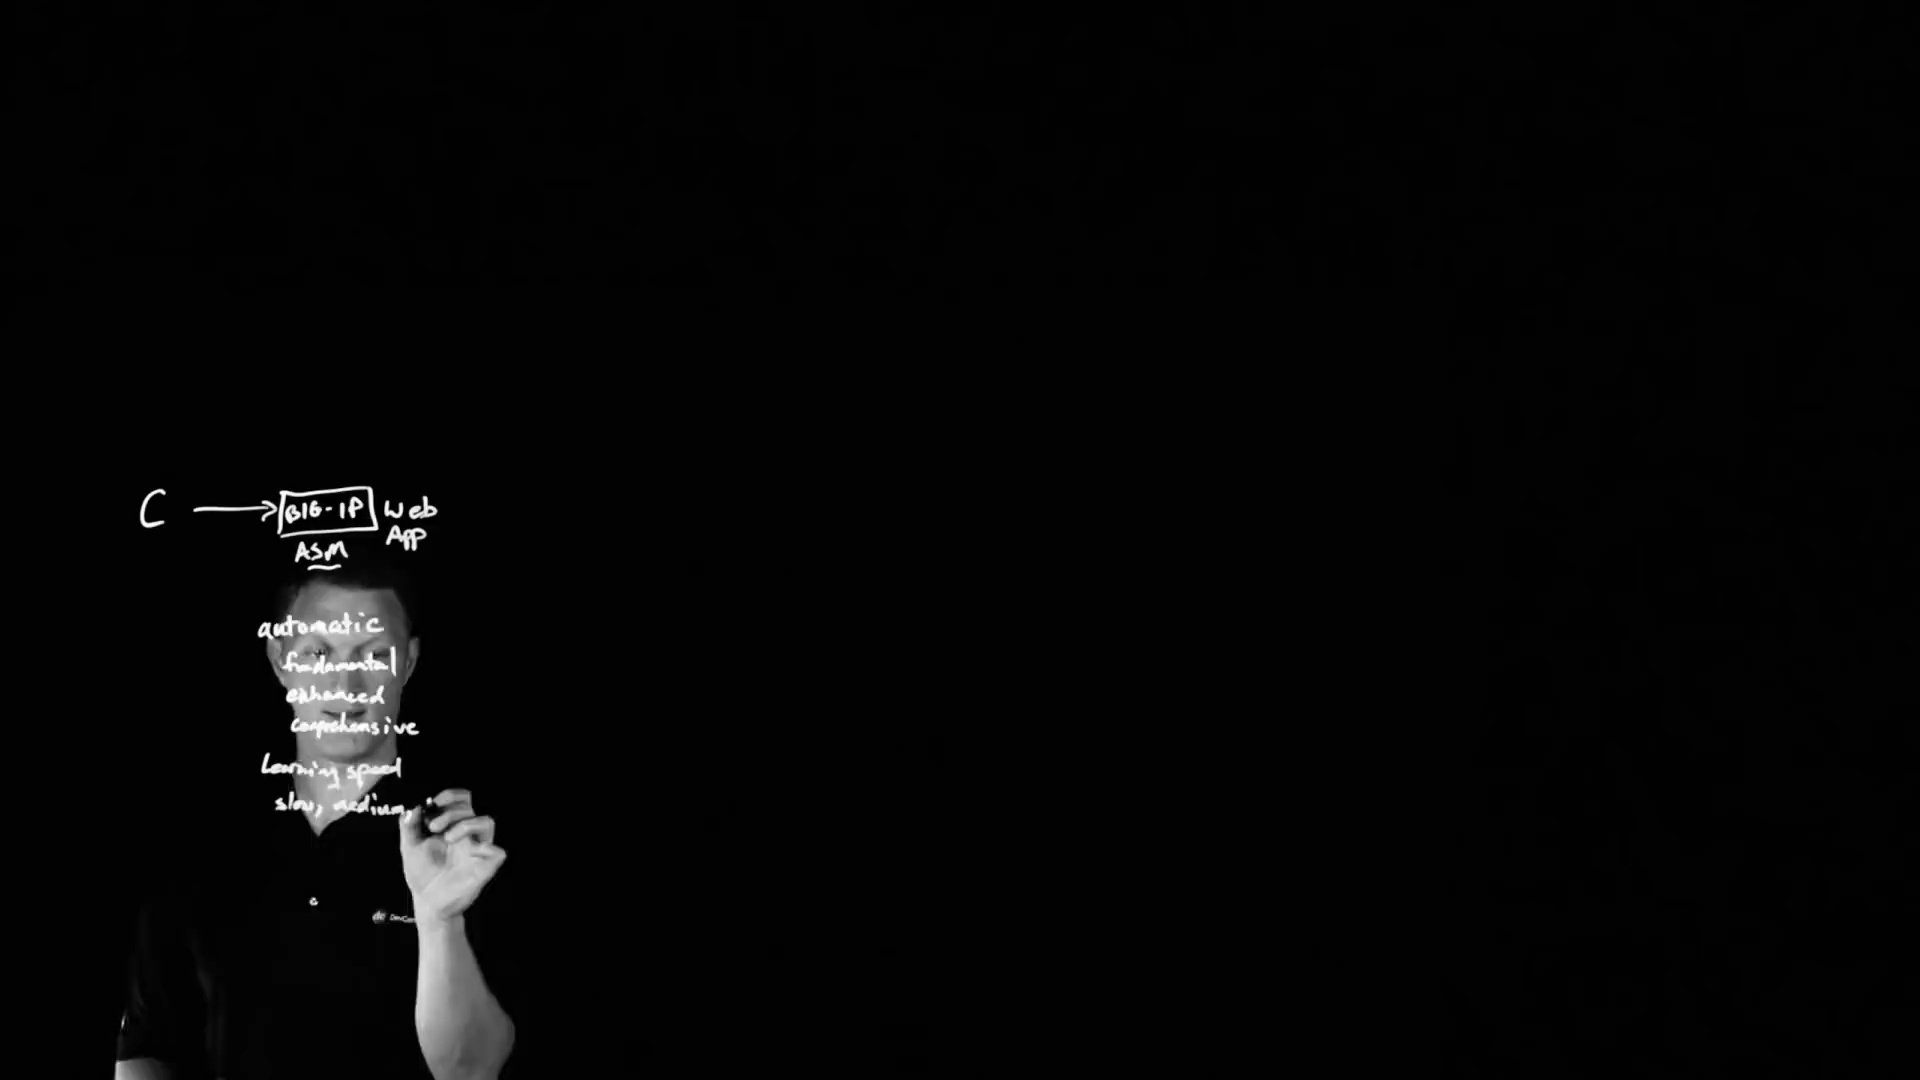 C
BIG-IP
Web
App
ASM
automatic
fundamental
enhanced
comprehensive
Learning speed
slow, medium,